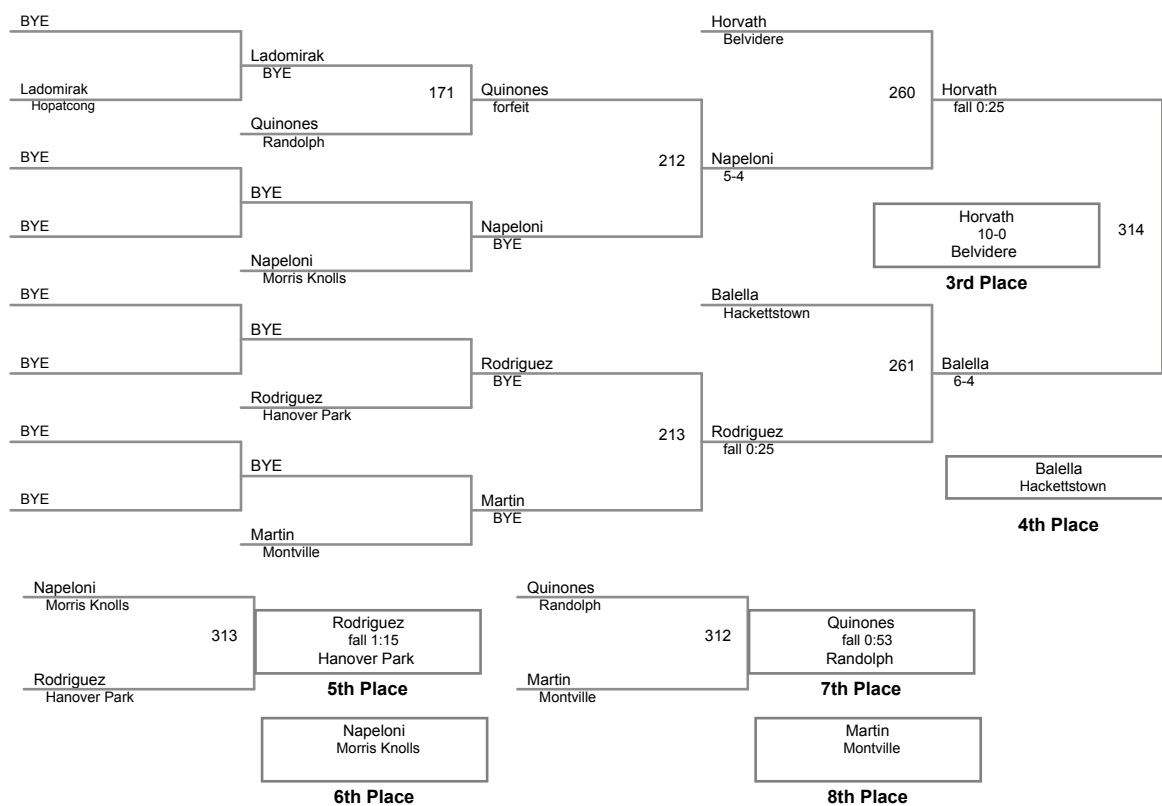 BYE
Horvath
Belvidere
Ladomirak
BYE
Ladomirak
Hopatcong
171
Quinones
forfeit
260
Horvath
fall 0:25
Quinones
Randolph
BYE
212
Napeloni
5-4
BYE
Napeloni
BYE
BYE
Napeloni
Morris Knolls
Horvath
10-0
Belvidere
314
3rd Place
BYE
Balella
Hackettstown
BYE
Rodriguez
BYE
261
Balella
6-4
BYE
Rodriguez
Hanover Park
BYE
213
Rodriguez
fall 0:25
BYE
Martin
BYE
BYE
Balella
Hackettstown
4th Place
Martin
Montville
Napeloni
Morris Knolls
313
Rodriguez
fall 1:15
Hanover Park
Rodriguez
Hanover Park
5th Place
Napeloni
Morris Knolls
6th Place
Quinones
Randolph
312
Quinones
fall 0:53
Randolph
Martin
Montville
7th Place
Martin
Montville
8th Place